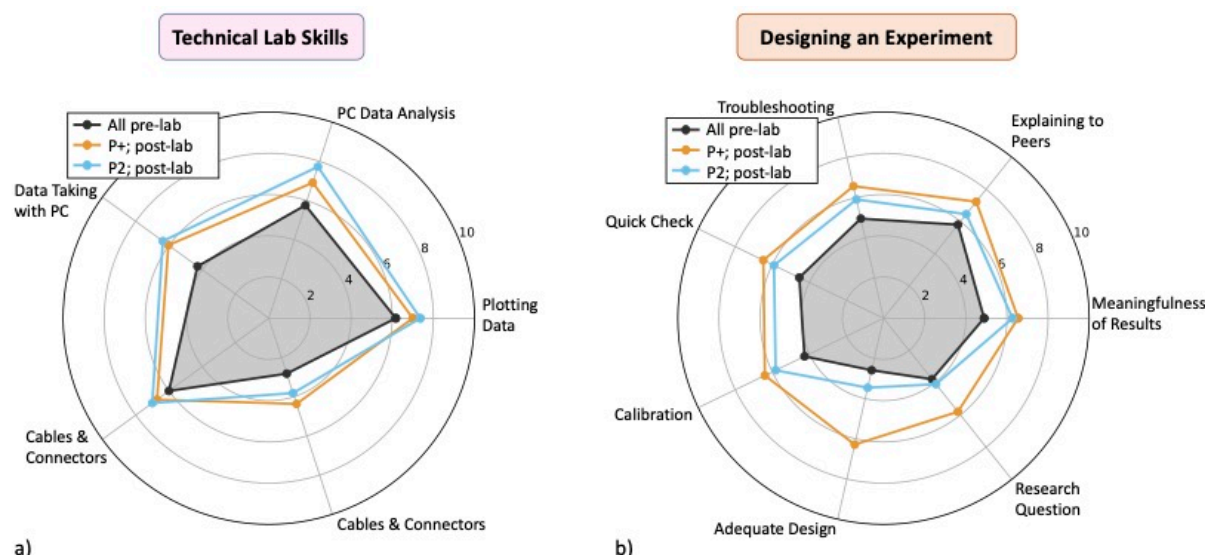 Technical Lab Skills
All pre-lab
P+; post-lab
P2; post-lab
PC Data Analysis
Data Taking
with PC
10
8
6
4
2
Plotting
Data
Cables &
Connectors
Cables & Connectors
a)
Designing an Experiment
Troubleshooting
All pre-lab
P+; post-lab
P2; post-lab
Explaining to
Peers
Quick Check
10
8
6
4
2
Meaningfulness
of Results
Calibration
Research
Question
Adequate Design
b)